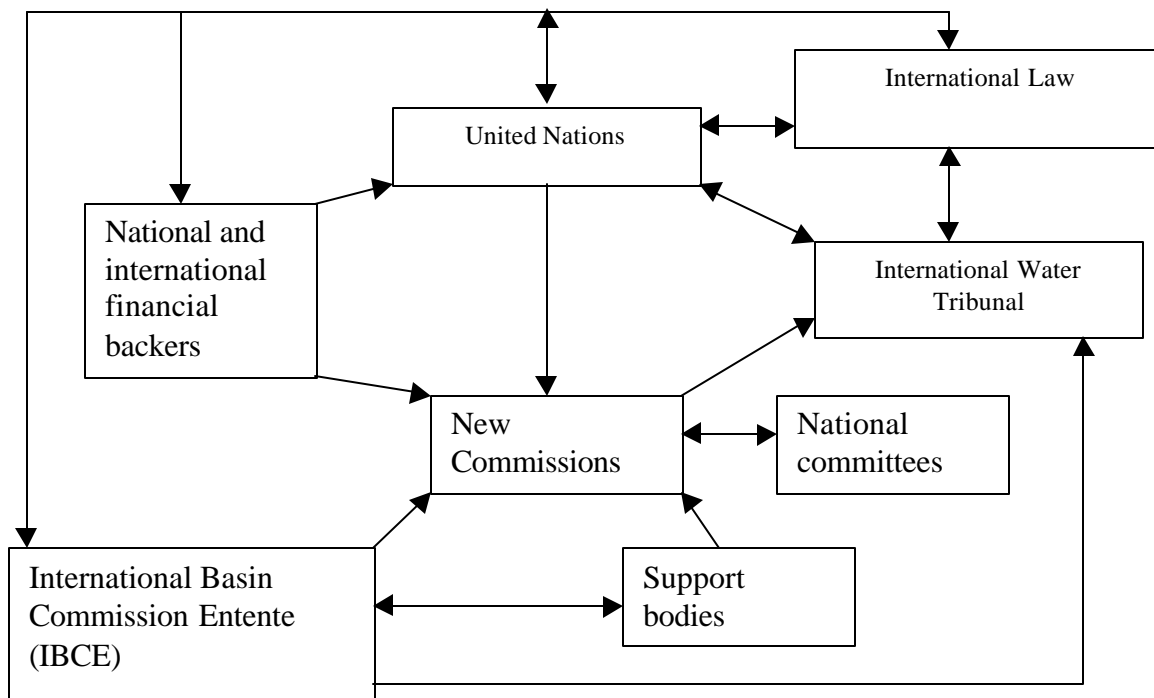 International Law
United Nations
National and
international
financial
backers
International Water
Tribunal
New
Commissions
National
committees
International Basin
Commission Entente
(IBCE)
Support
bodies